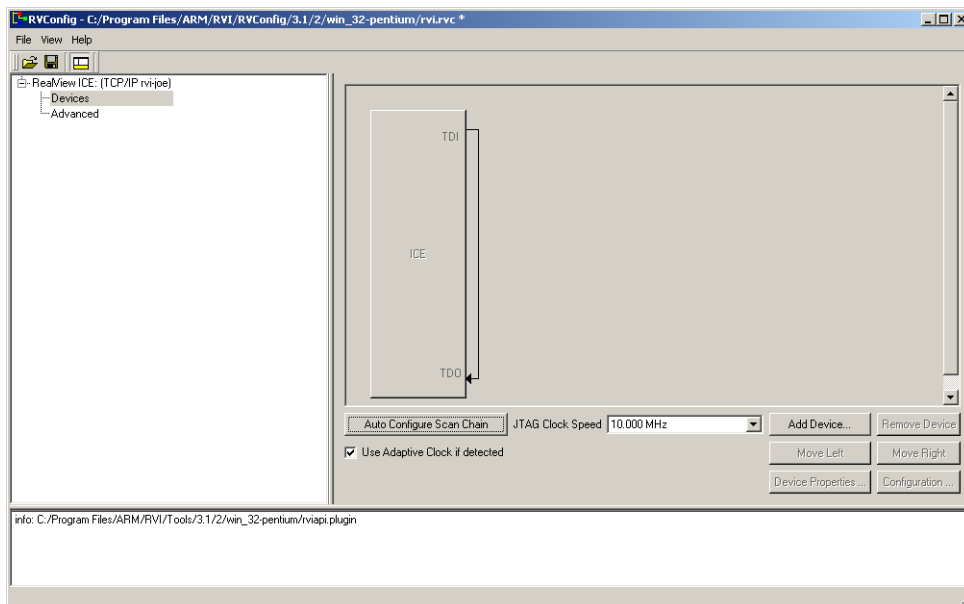 RVConfig - C:/Program Files/ARM/RVI/RVConfig/3.1/2/win_32-pentium/rvi.rvc *
File View Help
RealView ICE: (TCP/IP rvi-joe)
Devices
Advanced
TDI
ICE
TDO
Auto Configure Scan Chain JTAG Clock Speed 10.000 MHz Add Device... Remove Device
Use Adaptive Clock if detected Move Left Move Right
Device Properties ... Configuration ...
info: C:/Program Files/ARM/RVI/Tools/3.1/2/win_32-pentium/rviapi.plugin